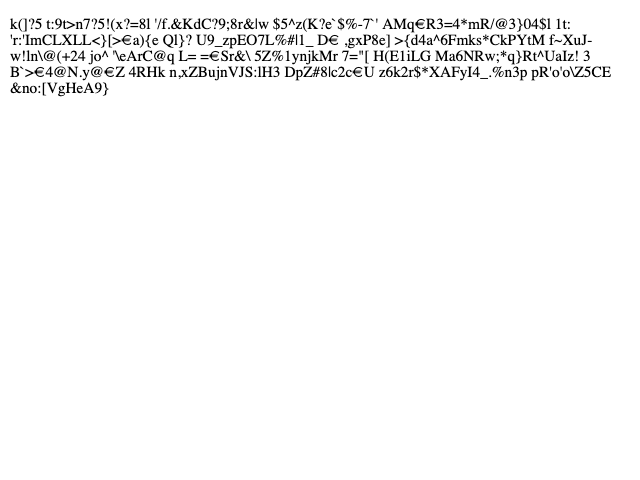 k(]?5 t:9t>n7?5!(x?=8l '/f.&KdC?9;8r&|w $5^z(K?e`$%-7`' AMq€R3=4*mR/@3}04$l 1t:
'r:'ImCLXLL<}[>€a){e Ql}? U9_zpEO7L%#|1_ D€ ,gxP8e] >{d4a^6Fmks*CkPYtM f~XuJ-
w!ln\@(+24 jo^ '\eArC@q L= =€Sr&\ 5Z%1ynjkMr 7="[ H(E1iLG Ma6NRw;*q}Rt^UaIz! 3
B`>€4@N.y@€Z 4RHk n,xZBujnVJS:lH3 DpZ#8|c2c€U z6k2r$*XAFyI4_.%n3p pR'o'o\Z5CE
&no:[VgHeA9}